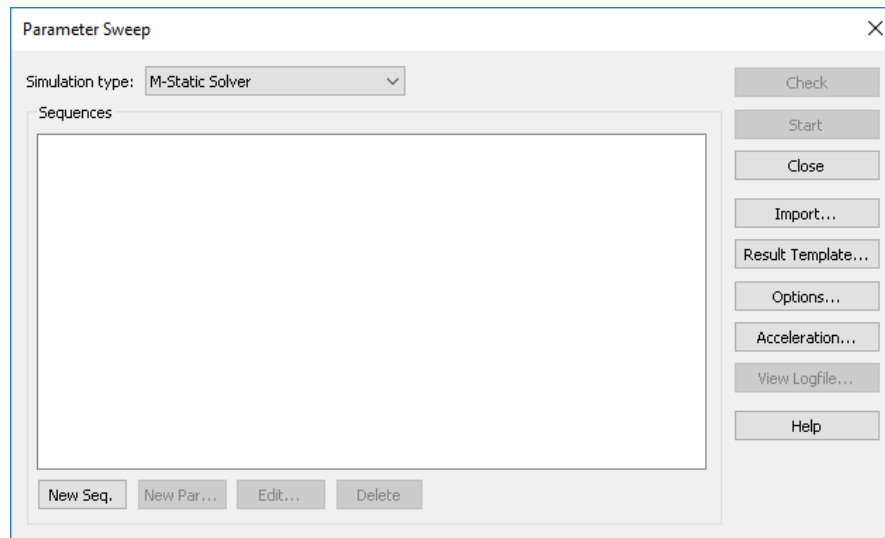 Parameter Sweep
Simulation type: M-Static Solver
Sequences
New Seq. New Par... Edit... Delete
Check
Start
Close
Import...
Result Template...
Options...
Acceleration...
View Logfile...
Help